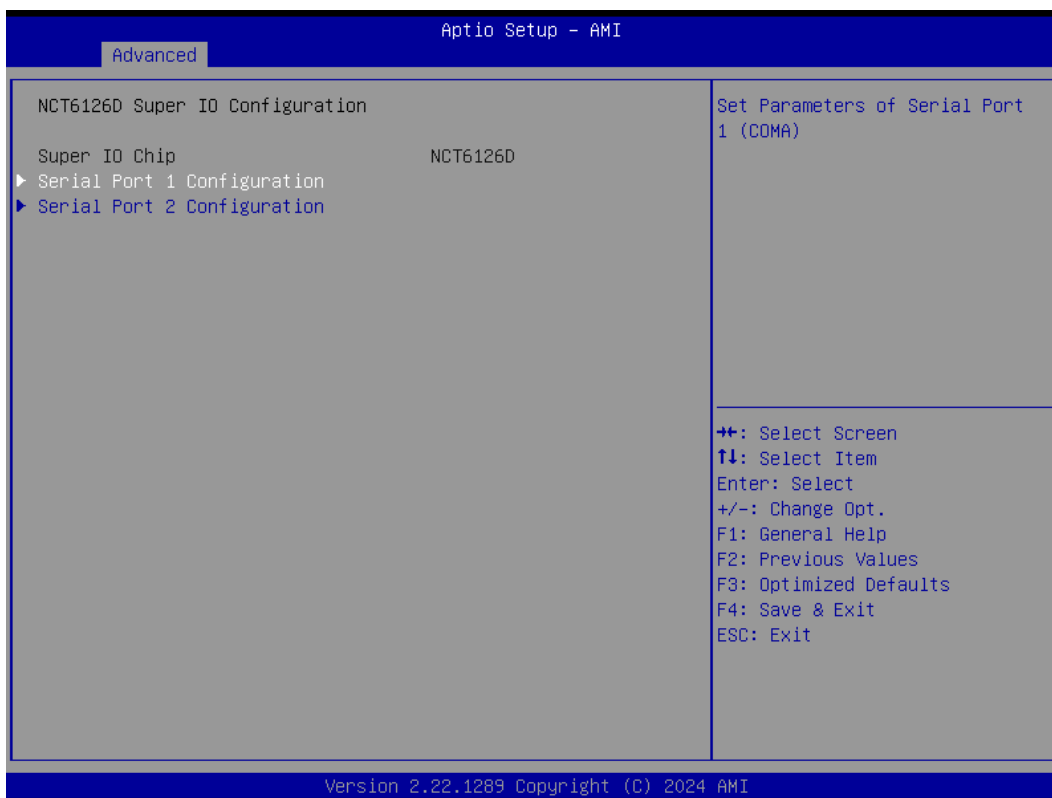 Aptio Setup – AMI
Advanced
NCT6126D Super IO Configuration
Super IO Chip NCT6126D
Serial Port 1 Configuration
Serial Port 2 Configuration
Set Parameters of Serial Port
1 (COMA)
→←: Select Screen
↑↓: Select Item
Enter: Select
+/-: Change Opt.
F1: General Help
F2: Previous Values
F3: Optimized Defaults
F4: Save & Exit
ESC: Exit
Version 2.22.1289 Copyright (C) 2024 AMI